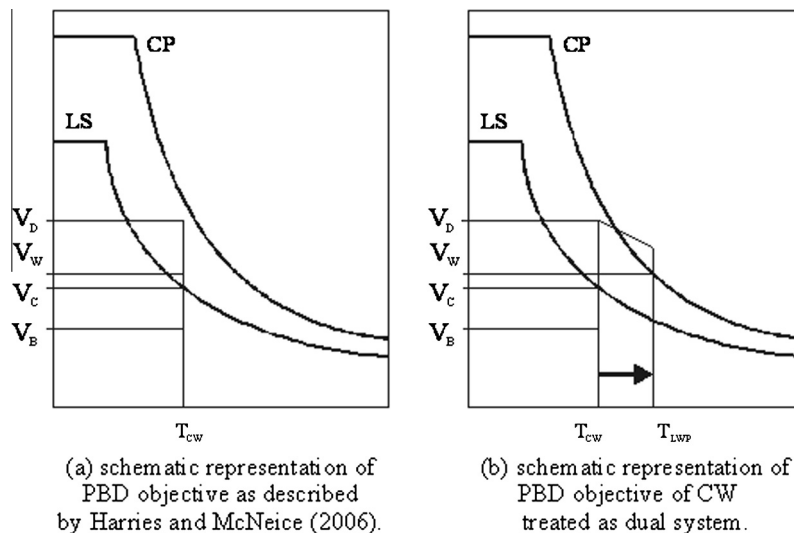 CP
LS
V_D
V_W
V_C
V_B
T_CW
(a) schematic representation of
PBD objective as described
by Harries and McNeice (2006).
CP
LS
V_D
V_W
V_C
V_B
T_CW
T_LWP
(b) schematic representation of
PBD objective of CW
treated as dual system.